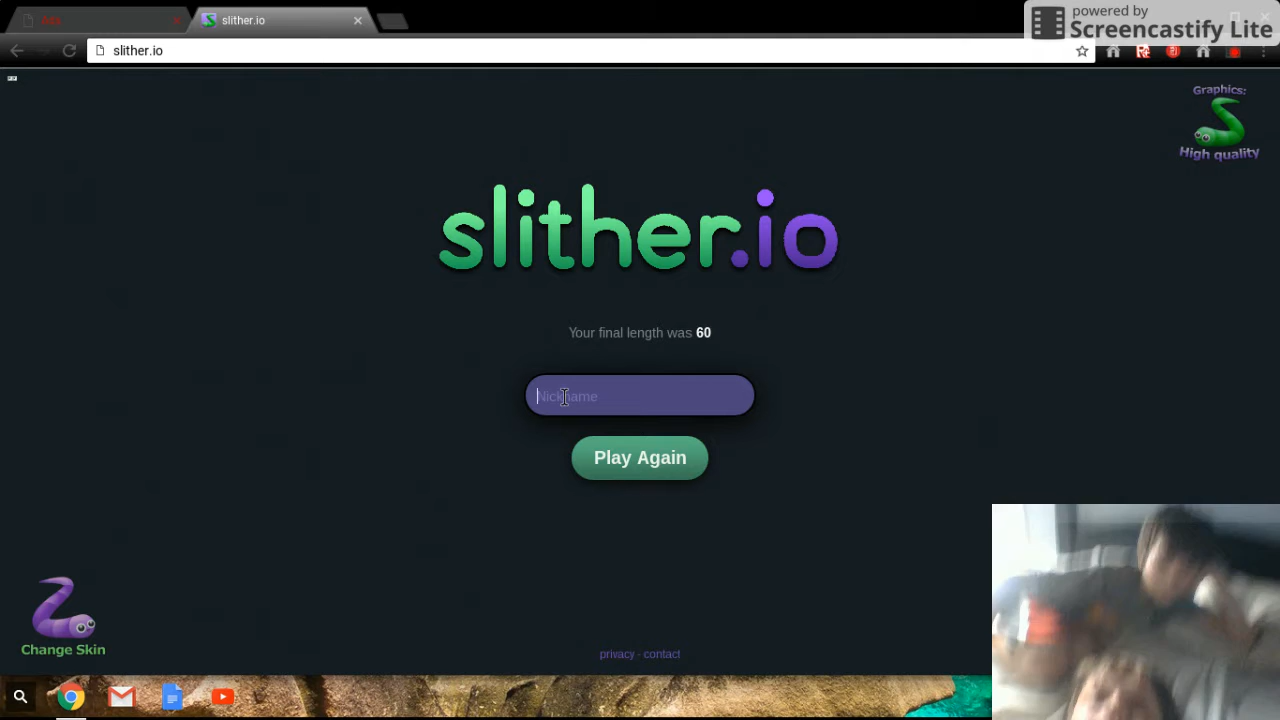 powered by
Screencastify Lite
slither.io
slither.io
Graphics:
High quality
slither.io
Your final length was 60
Nickname
Play Again
Change Skin
privacy - contact